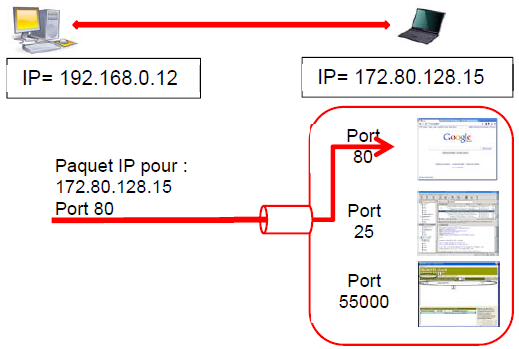 IP= 192.168.0.12
IP= 172.80.128.15
Paquet IP pour :
172.80.128.15
Port 80
Port
80
Google
Port
25
Port
55000